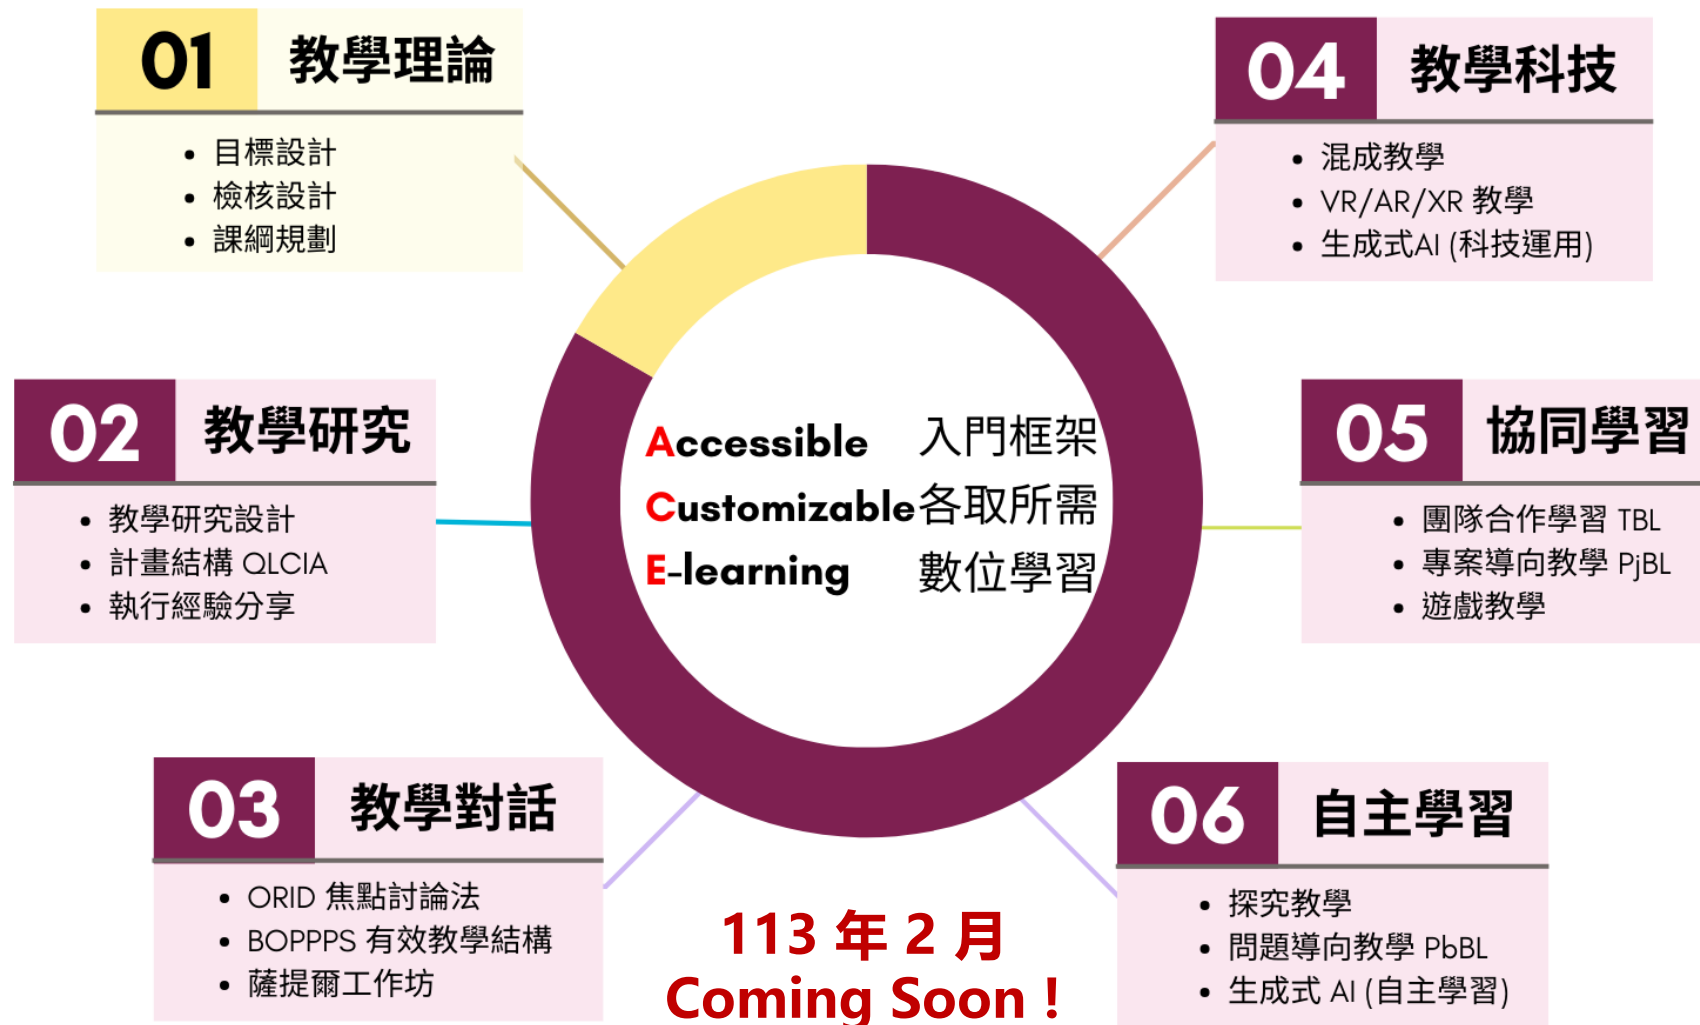 01 教學理論
• 目標設計
• 檢核設計
• 課綱規劃
02 教學研究
• 教學研究設計
• 計畫結構 QLCIA
• 執行經驗分享
03 教學對話
• ORID 焦點討論法
• BOPPPS 有效教學結構
• 薩提爾工作坊
Accessible 入門框架
Customizable 各取所需
E-learning 數位學習
113 年 2 月
Coming Soon！
04 教學科技
• 混成教學
• VR/AR/XR 教學
• 生成式AI (科技運用)
05 協同學習
• 團隊合作學習 TBL
• 專案導向教學 PjBL
• 遊戲教學
06 自主學習
• 探究教學
• 問題導向教學 PbBL
• 生成式 AI (自主學習)